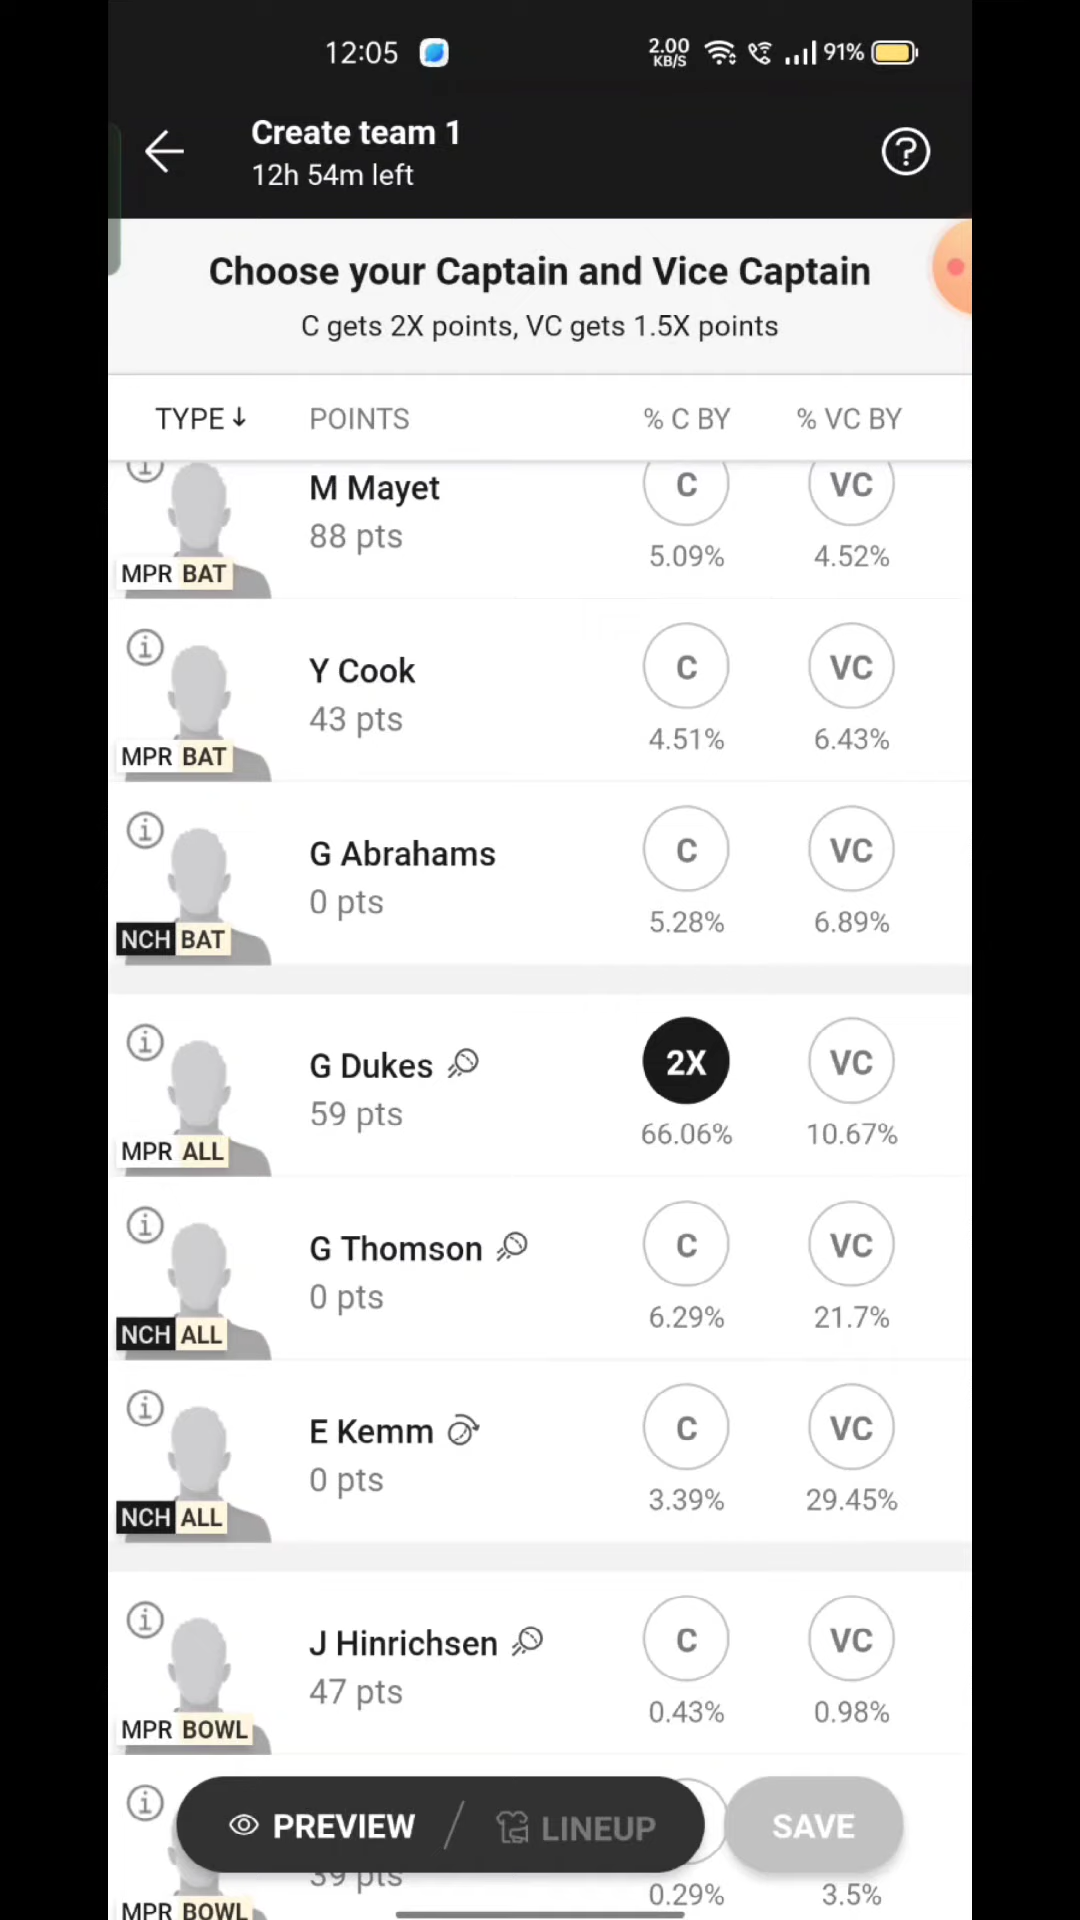 12:05 2.00 KB/S 91%
Create team 1
12h 54m left
Choose your Captain and Vice Captain
C gets 2X points, VC gets 1.5X points
TYPE↓ POINTS % C BY % VC BY
M Mayet C VC
88 pts
MPR BAT 5.09% 4.52%
Y Cook C VC
43 pts
MPR BAT 4.51% 6.43%
G Abrahams C VC
0 pts
NCH BAT 5.28% 6.89%
G Dukes 2X VC
59 pts
MPR ALL 66.06% 10.67%
G Thomson C VC
0 pts
NCH ALL 6.29% 21.7%
E Kemm C VC
0 pts
NCH ALL 3.39% 29.45%
J Hinrichsen C VC
47 pts
MPR BOWL 0.43% 0.98%
PREVIEW / LINEUP SAVE
39 pts
MPR BOWL 0.29% 3.5%